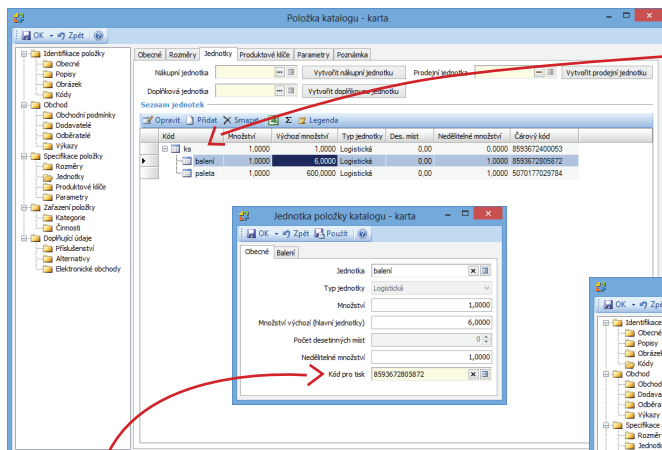 Položka katalogu - karta
OK Zpět
Identifikace položky
Obecné
Popisy
Obrázek
Kódy
Obchod
Obchodní podmínky
Dodavatelé
Odběratelé
Výkazy
Specifikace položky
Rozměry
Jednotky
Produktové klíče
Parametry
Zařazení položky
Kategorie
Činnosti
Doplňující údaje
Příslušenství
Alternativy
Elektronické obchody
Obecné Rozměry Jednotky Produktové klíče Parametry Poznámka
Nákupní jednotka Vytvořit nákupní jednotku Prodejní jednotka Vytvořit prodejní jednotku
Doplňková jednotka Vytvořit doplňkovou jednotku
Seznam jednotek
Opravit Přidat Smazat Σ Legenda
Kód Množství Výchozí množství Typ jednotky Des. míst Nedělitelné množství Čárový kód
ks 1,0000 1,0000 Logistická 0,00 0,0000 8593672400053
balení 1,0000 6,0000 Logistická 0,00 1,0000 8593672805872
paleta 1,0000 600,0000 Logistická 0,00 1,0000 5070177029784
Jednotka položky katalogu - karta
OK Zpět Použít
Obecné Balení
Jednotka balení
Typ jednotky Logistická
Množství 1,0000
Množství výchozí (hlavní jednotky) 6,0000
Počet desetinných míst 0
Nedělitelné množství 1,0000
Kód pro tisk 8593672805872
OK Zpě
Identifikace
Obecné
Popisy
Obrázek
Kódy
Obchod
Obchod
Dodava
Odběra
Výkazy
Specifikace
Rozměr
Jednotk